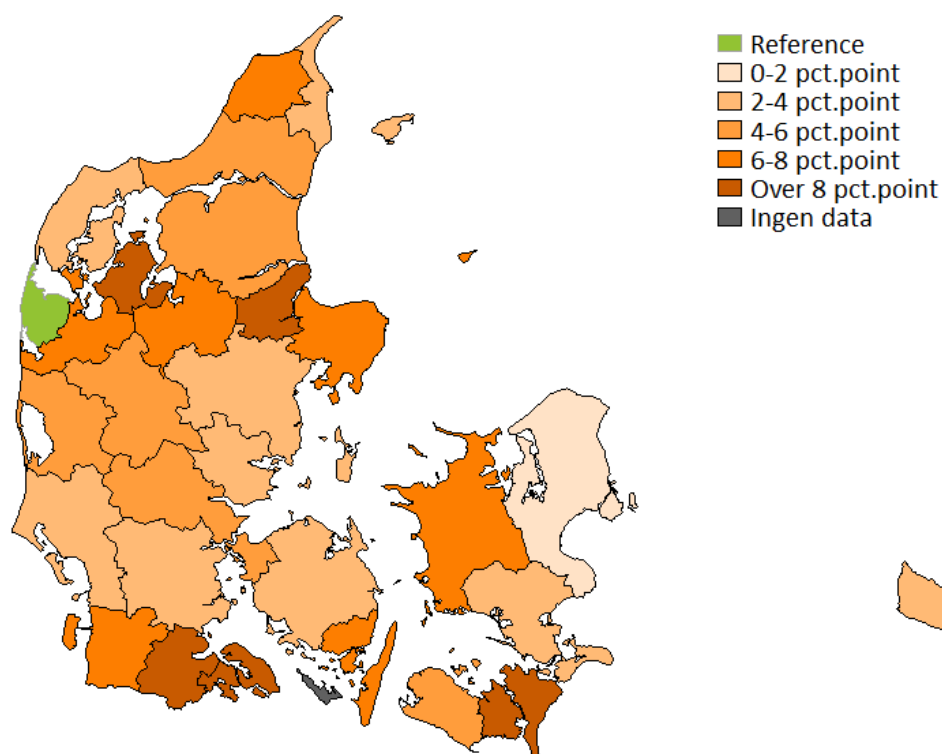 Reference
0-2 pct.point
2-4 pct.point
4-6 pct.point
6-8 pct.point
Over 8 pct.point
Ingen data